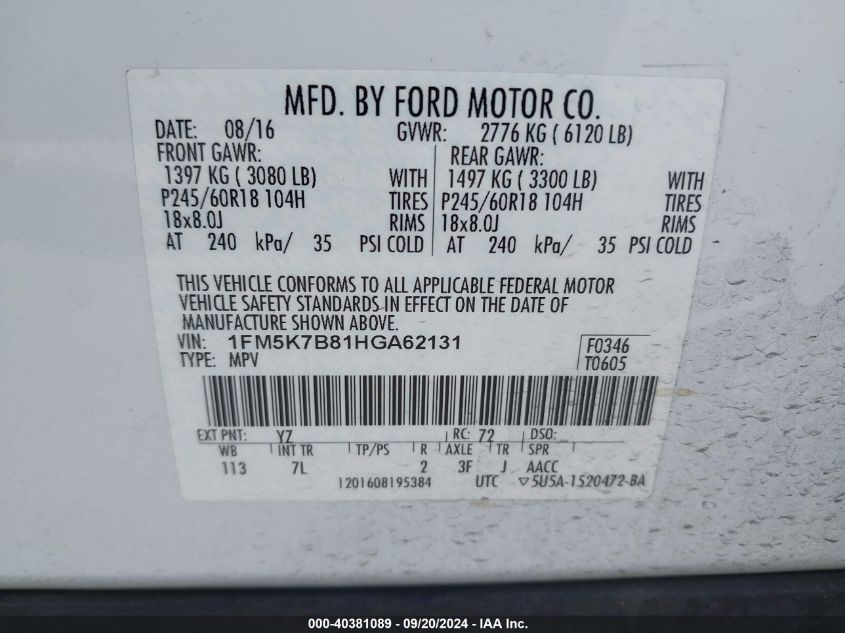 MFD. BY FORD MOTOR CO.
DATE: 08/16 GVWR: 2776 KG ( 6120 LB)
FRONT GAWR: REAR GAWR:
1397 KG ( 3080 LB) WITH 1497 KG ( 3300 LB) WITH
P245/60R18 104H TIRES P245/60R18 104H TIRES
18x8.0J RIMS 18x8.0J RIMS
AT 240 kPa/ 35 PSI COLD AT 240 kPa/ 35 PSI COLD
THIS VEHICLE CONFORMS TO ALL APPLICABLE FEDERAL MOTOR
VEHICLE SAFETY STANDARDS IN EFFECT ON THE DATE OF
MANUFACTURE SHOWN ABOVE.
VIN: 1FM5K7B81HGA62131 F0346
TYPE: MPV T0605
EXT PNT: Y7 RC: 72 DSO:
WB INT TR TP/PS R AXLE TR SPR
113 7L 2 3F J AACC
1201608195384 UTC ▽5U5A-1520472-BA
000-40381089 / 09/20/2024 - IAA Inc.